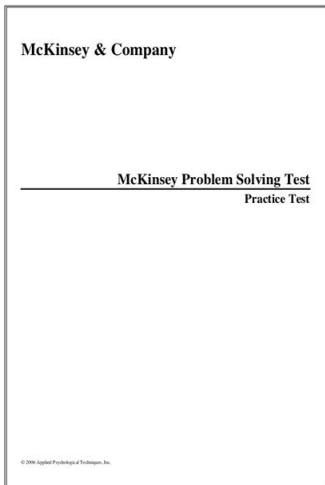 McKinsey & Company
McKinsey Problem Solving Test
Practice Test
© 2006 Applied Psychological Techniques, Inc.